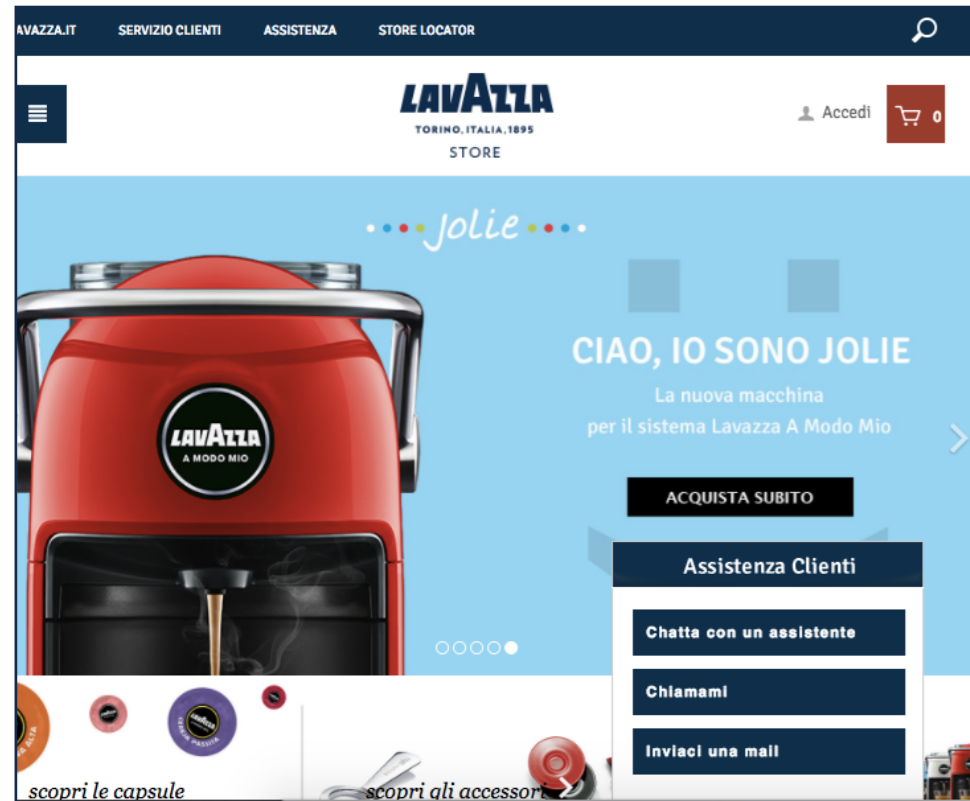 AVAZZA.IT SERVIZIO CLIENTI ASSISTENZA STORE LOCATOR
LAVAZZA
TORINO, ITALIA, 1895
STORE
Accedi
0
JOLIE
CIAO, IO SONO JOLIE
La nuova macchina
per il sistema Lavazza A Modo Mio
LAVAZZA
A MODO MIO
ACQUISTA SUBITO
Assistenza Clienti
Chatta con un assistente
Chiamami
Inviaci una mail
scopri le capsule
scopri gli accessori